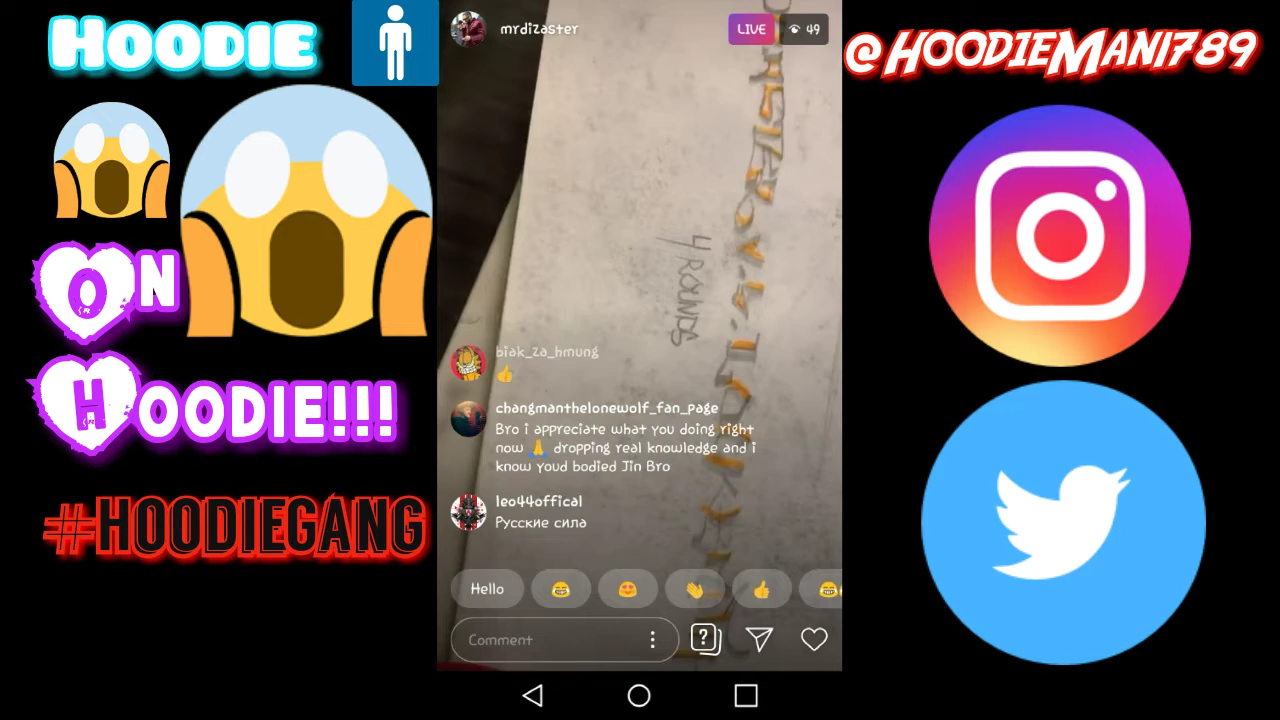 HOODIE
mrdizaster
LIVE
49
@HOODIEMAN1789
ON
HOODIE!!!
#HOODIEGANG
4 ROUNDS
biak_za_hmung
👍
changmanthelonewolf_fan_page
Bro i appreciate what you doing right
now 🙏 dropping real knowledge and i
know youd bodied Jin Bro
leo44offical
Русские сила
Hello
Comment